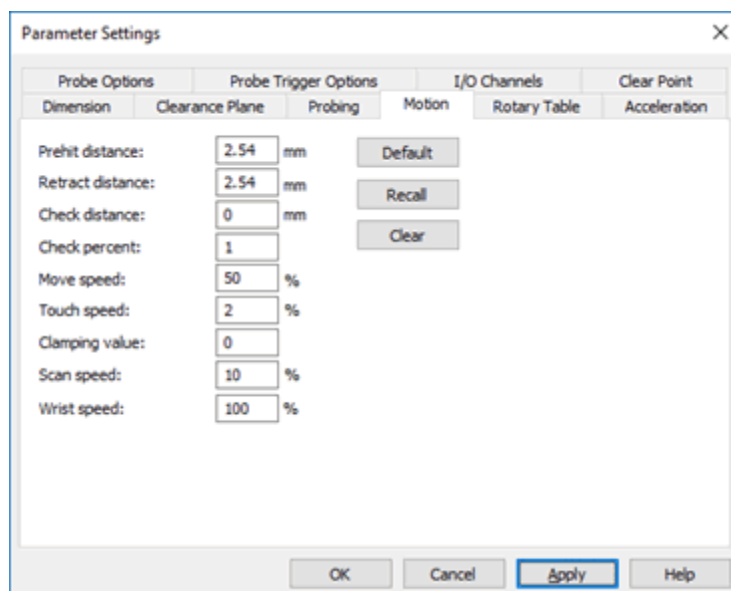 Parameter Settings
Probe Options Probe Trigger Options I/O Channels Clear Point
Dimension Clearance Plane Probing Motion Rotary Table Acceleration
Prehit distance: 2.54 mm Default
Retract distance: 2.54 mm Recall
Check distance: 0 mm
Check percent: 1 Clear
Move speed: 50 %
Touch speed: 2 %
Clamping value: 0
Scan speed: 10 %
Wrist speed: 100 %
OK Cancel Apply Help